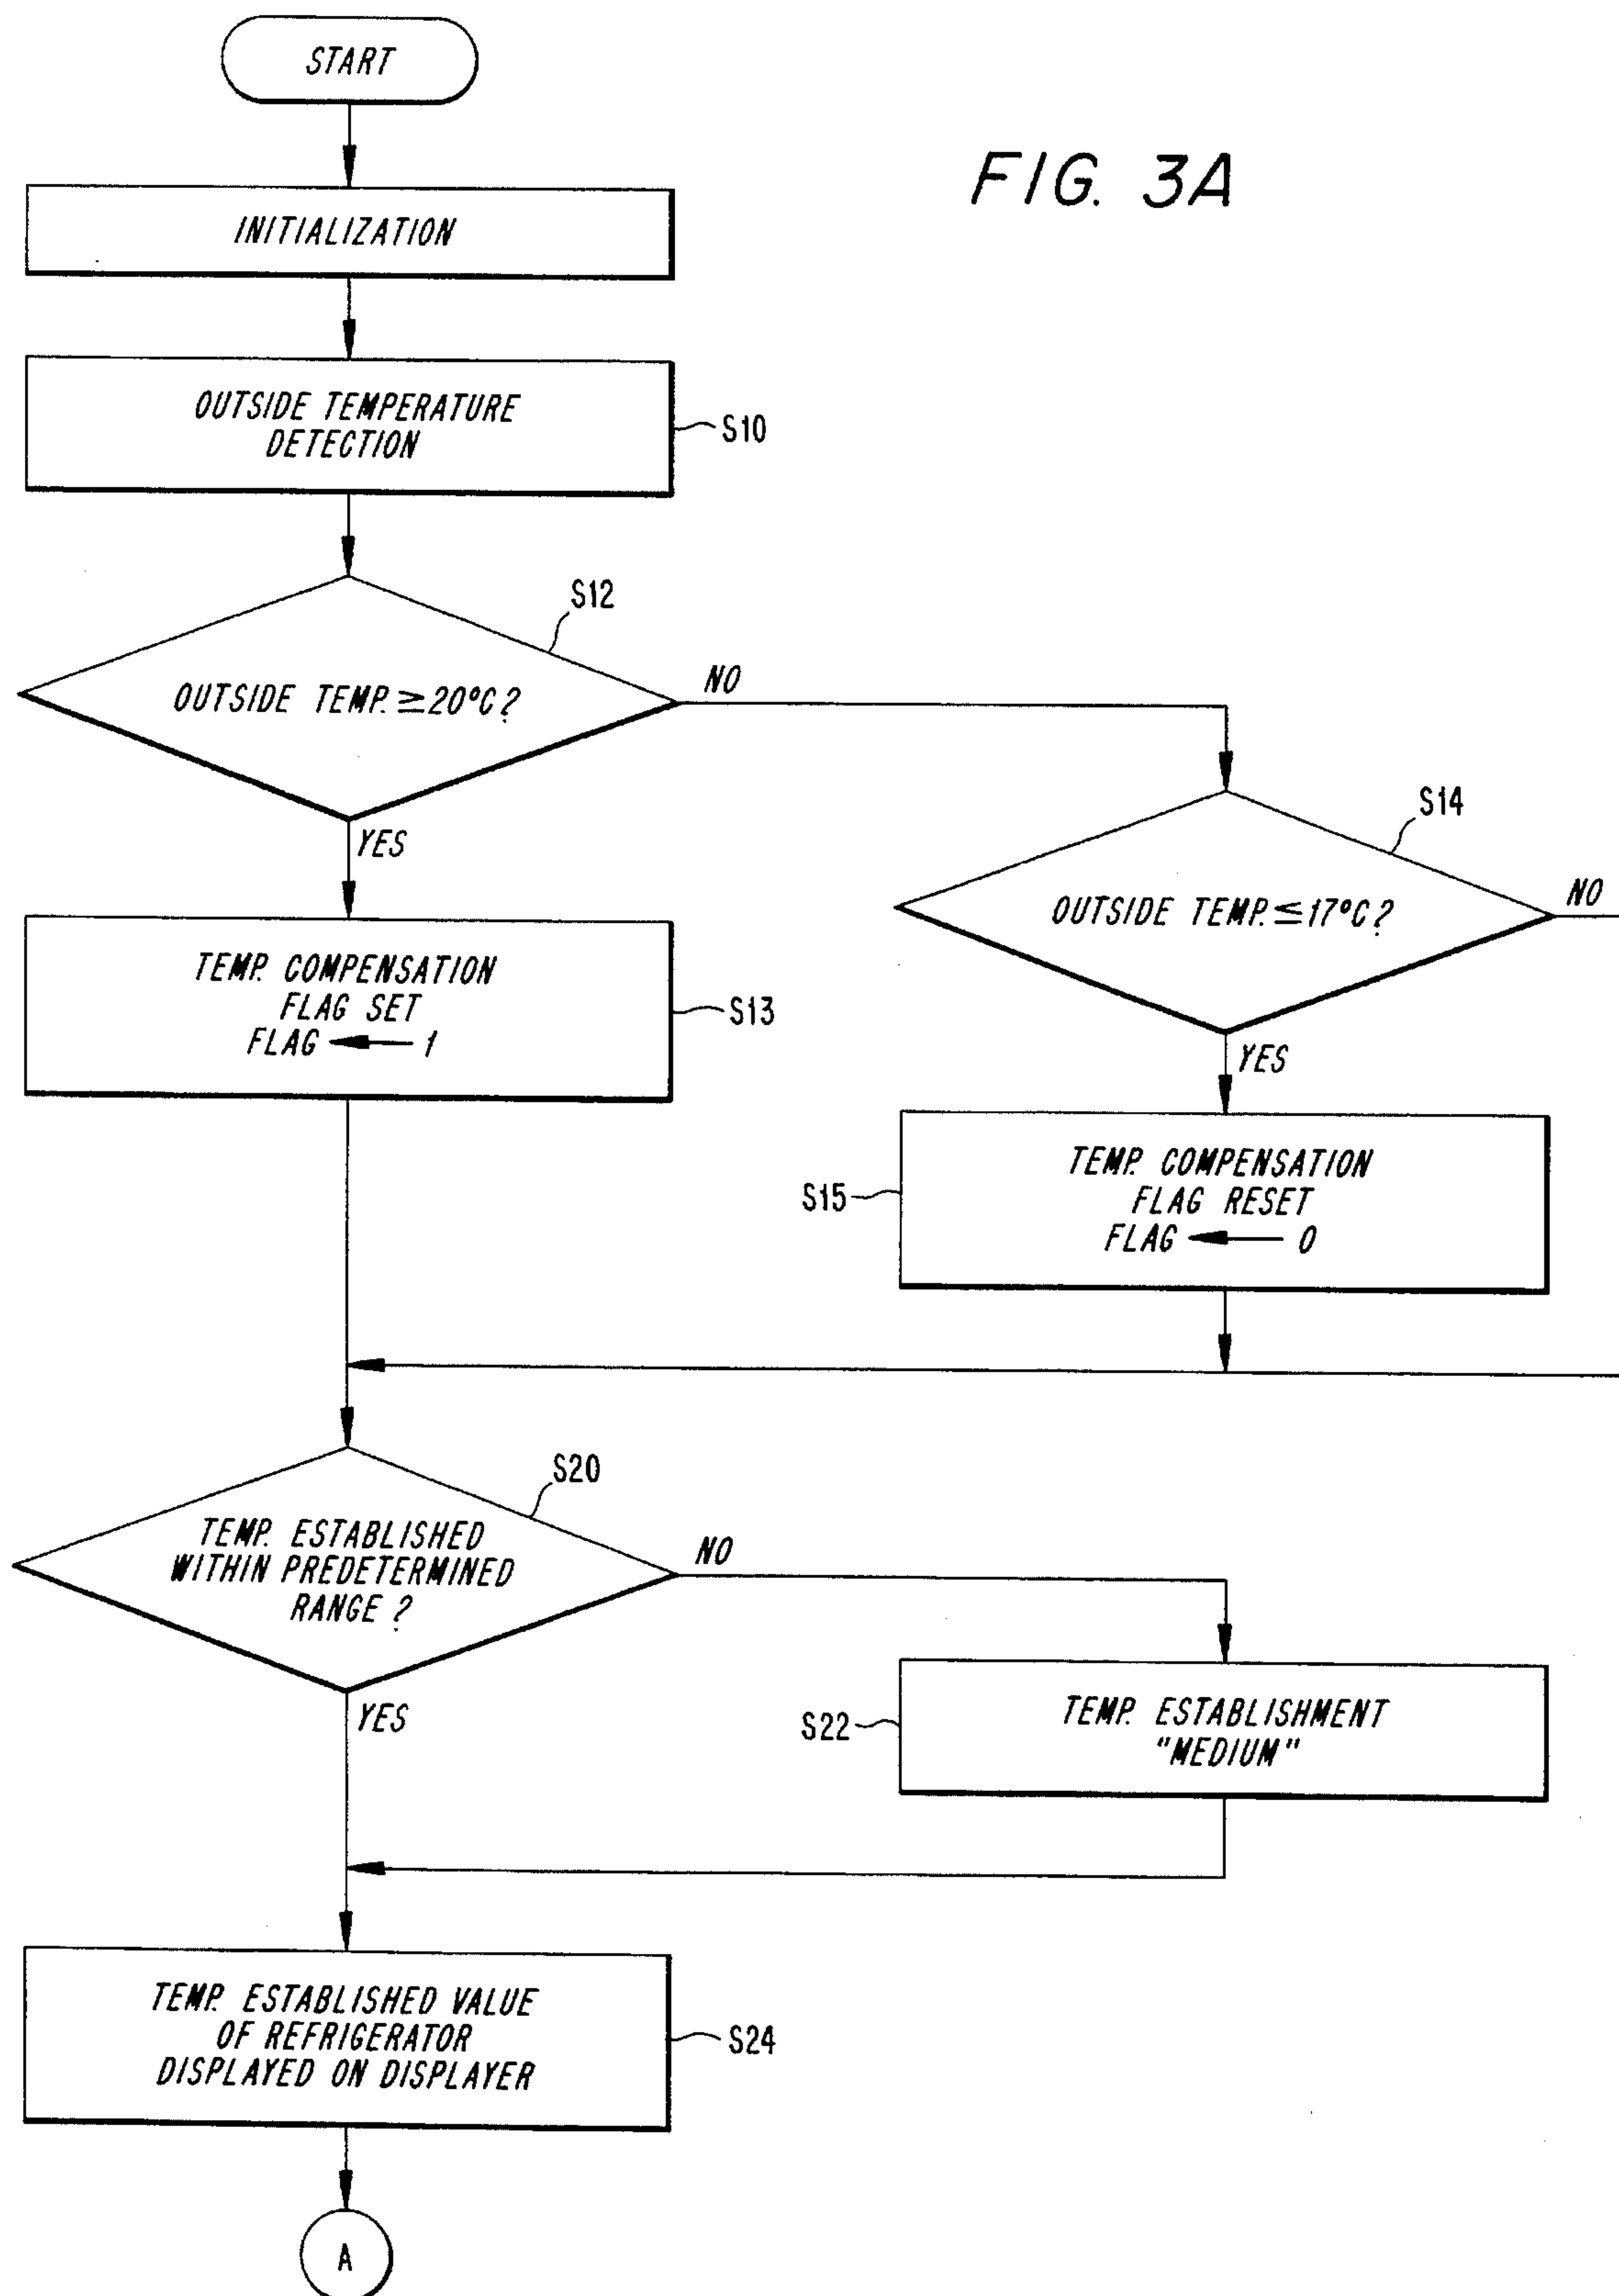 START
FIG. 3A
INITIALIZATION
OUTSIDE TEMPERATURE
DETECTION
S10
S12
OUTSIDE TEMP. ≥20°C?
NO
YES
S14
OUTSIDE TEMP. ≤17°C?
NO
YES
TEMP. COMPENSATION
FLAG SET
FLAG ← 1
S13
TEMP. COMPENSATION
FLAG RESET
FLAG ← 0
S15
S20
TEMP. ESTABLISHED
WITHIN PREDETERMINED
RANGE ?
NO
YES
S22
TEMP. ESTABLISHMENT
"MEDIUM"
TEMP. ESTABLISHED VALUE
OF REFRIGERATOR
DISPLAYED ON DISPLAYER
S24
A